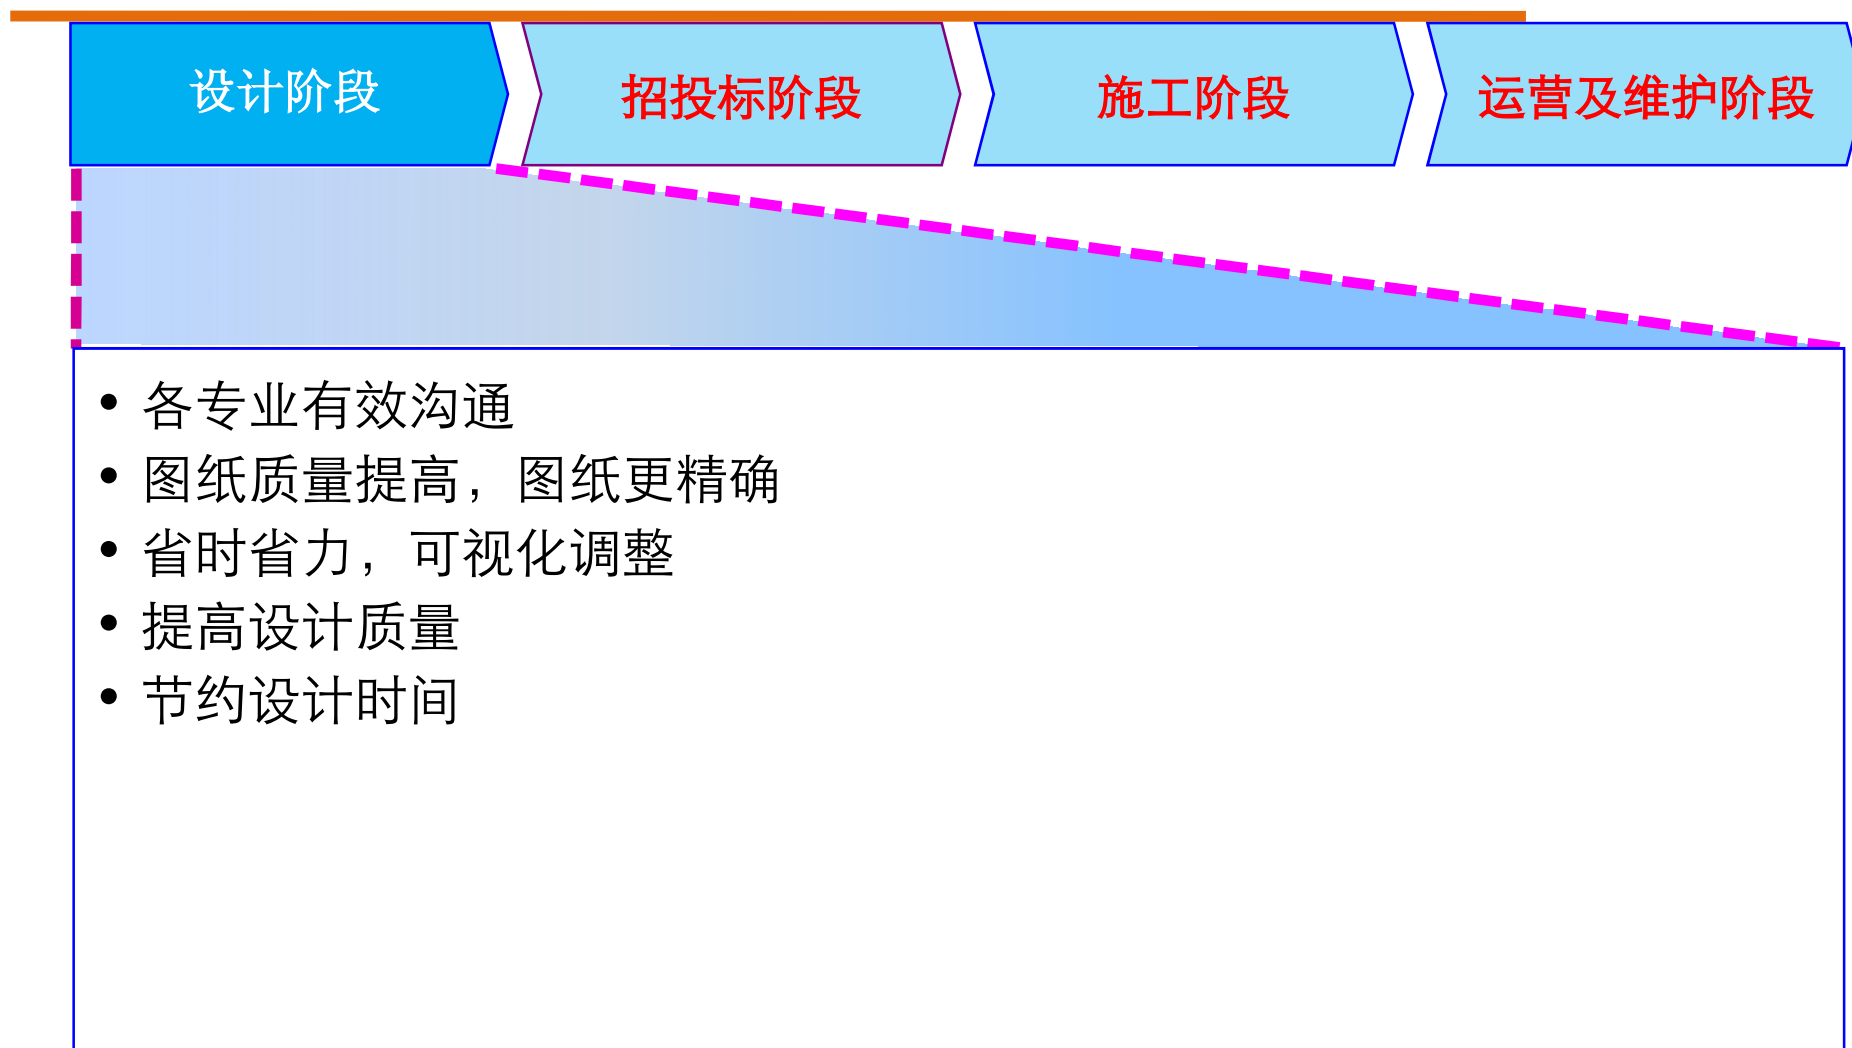 设计阶段
招投标阶段
施工阶段
运营及维护阶段
• 各专业有效沟通
• 图纸质量提高，图纸更精确
• 省时省力，可视化调整
• 提高设计质量
• 节约设计时间